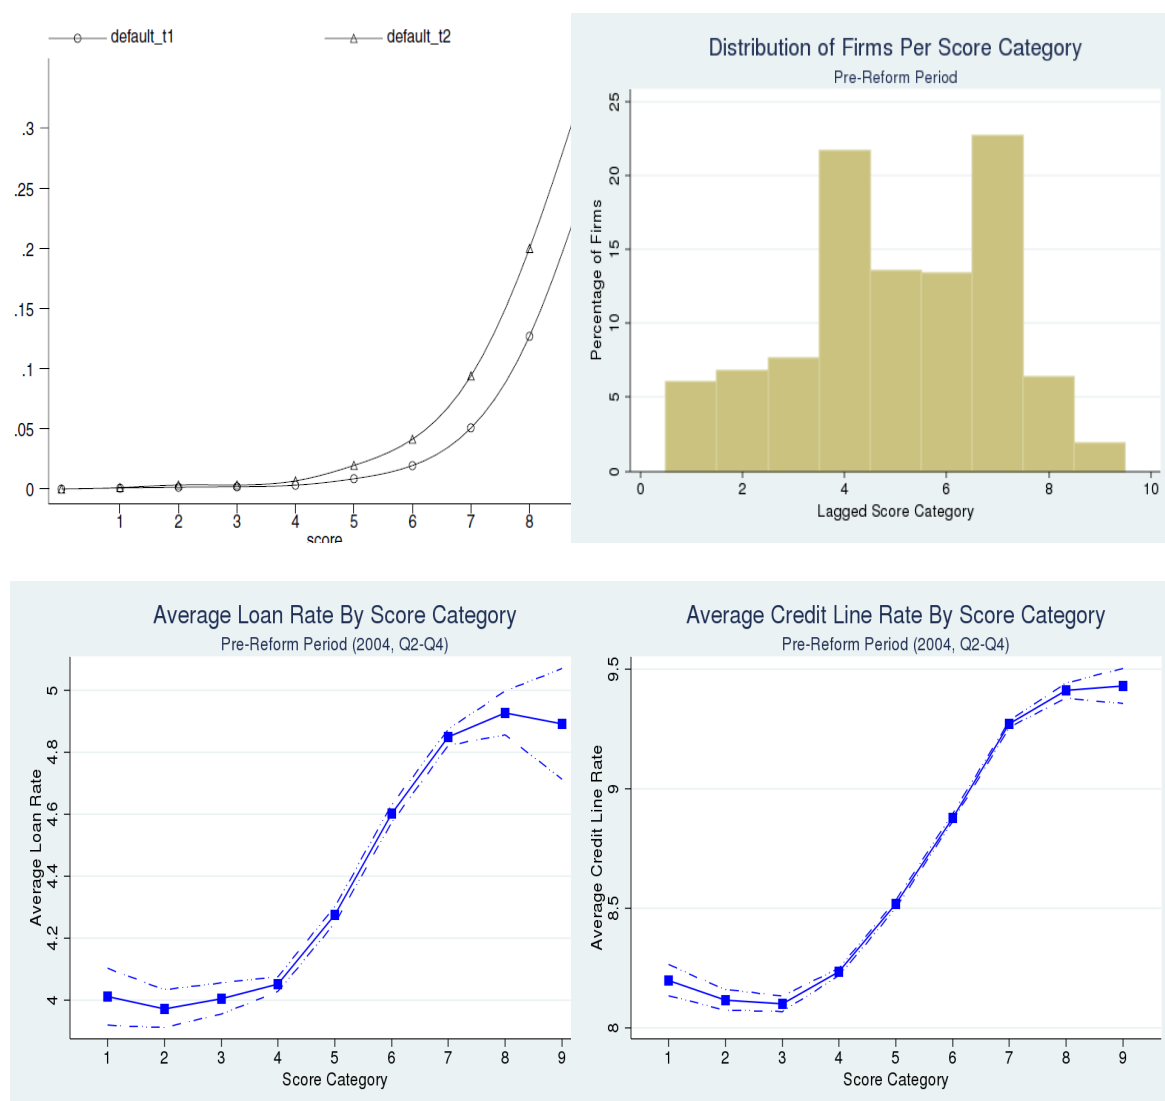 default_t1
default_t2
.3
.25
.2
.15
.1
.05
0
1 2 3 4 5 6 7 8
score
Distribution of Firms Per Score Category
Pre-Reform Period
Percentage of Firms
25
20
15
10
5
0
0 2 4 6 8 10
Lagged Score Category
Average Loan Rate By Score Category
Pre-Reform Period (2004, Q2-Q4)
Average Loan Rate
5
4.8
4.6
4.4
4.2
4
1 2 3 4 5 6 7 8 9
Score Category
Average Credit Line Rate By Score Category
Pre-Reform Period (2004, Q2-Q4)
Average Credit Line Rate
9.5
9
8.5
8
1 2 3 4 5 6 7 8 9
Score Category